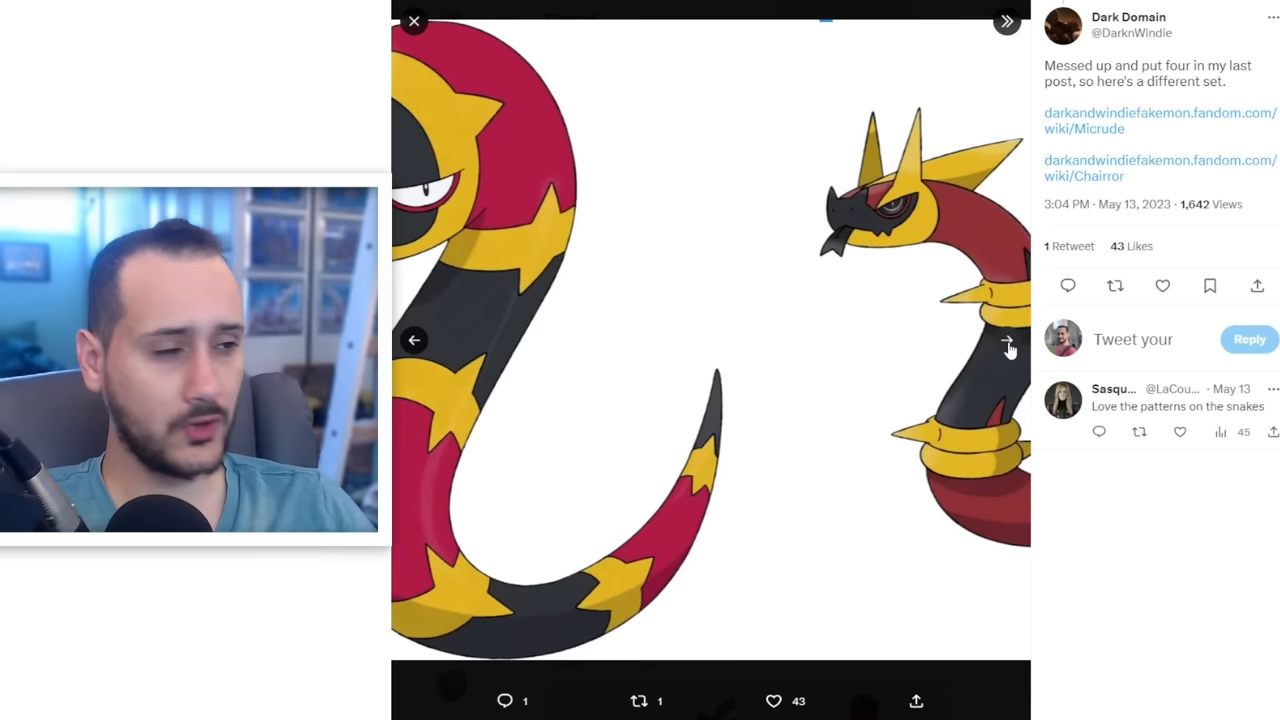 Dark Domain
@DarknWindie
Messed up and put four in my last
post, so here's a different set.
darkandwindiefakemon.fandom.com/
wiki/Micrude
darkandwindiefakemon.fandom.com/
wiki/Chairror
3:04 PM · May 13, 2023 · 1,642 Views
1 Retweet 43 Likes
Tweet your
Reply
Sasqu... @LaCou... · May 13
Love the patterns on the snakes
45
1
1
43